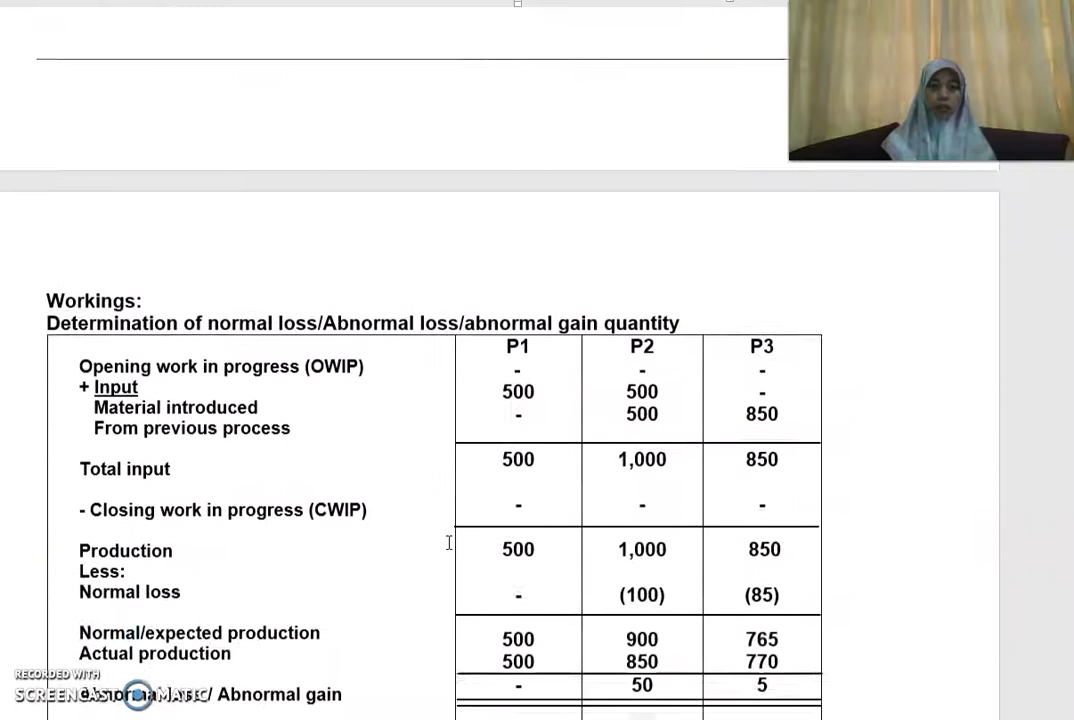 Workings:
Determination of normal loss/Abnormal loss/abnormal gain quantity
P1 P2 P3
Opening work in progress (OWIP) - - -
+ Input 500 500 -
Material introduced - 500 850
From previous process
Total input 500 1,000 850
- Closing work in progress (CWIP) - - -
Production 500 1,000 850
Less:
Normal loss - (100) (85)
Normal/expected production 500 900 765
Actual production 500 850 770
/ Abnormal gain - 50 5
RECORDED WITH
SCREENCAST MATIC